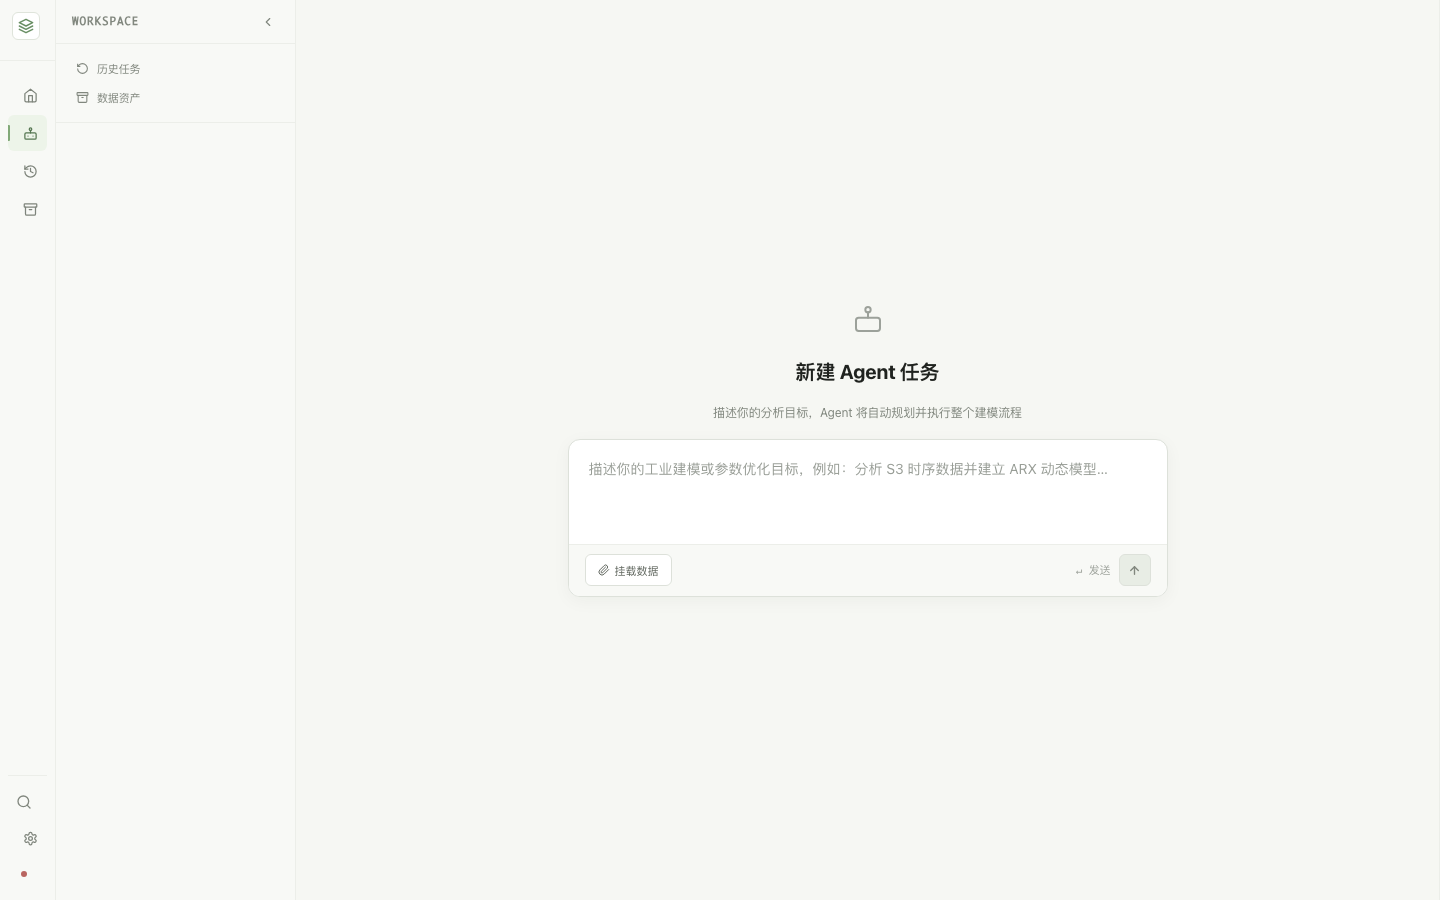 WORKSPACE
历史任务
数据资产
新建 Agent 任务
描述你的分析目标，Agent 将自动规划并执行整个建模流程
描述你的工业建模或参数优化目标，例如：分析 S3 时序数据并建立 ARX 动态模型...
挂载数据
↵ 发送